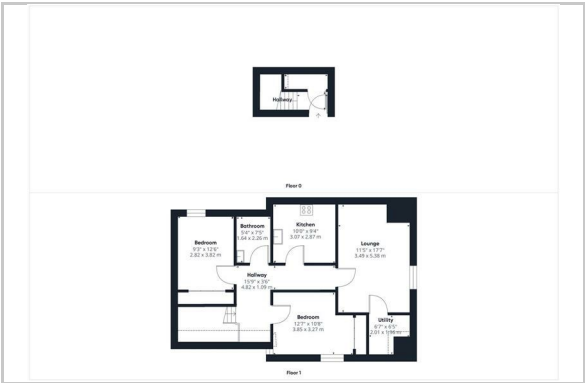 Hallway
Floor 0
Bedroom
9'3" x 12'6"
2.82 x 3.82 m
Bathroom
5'4" x 7'5"
1.64 x 2.26 m
Kitchen
10'0" x 9'4"
3.07 x 2.87 m
Lounge
11'5" x 17'7"
3.49 x 5.38 m
Hallway
15'9" x 3'6"
4.82 x 1.09 m
Bedroom
12'7" x 10'8"
3.85 x 3.27 m
Utility
6'7" x 6'5"
2.01 x 1.98 m
Floor 1